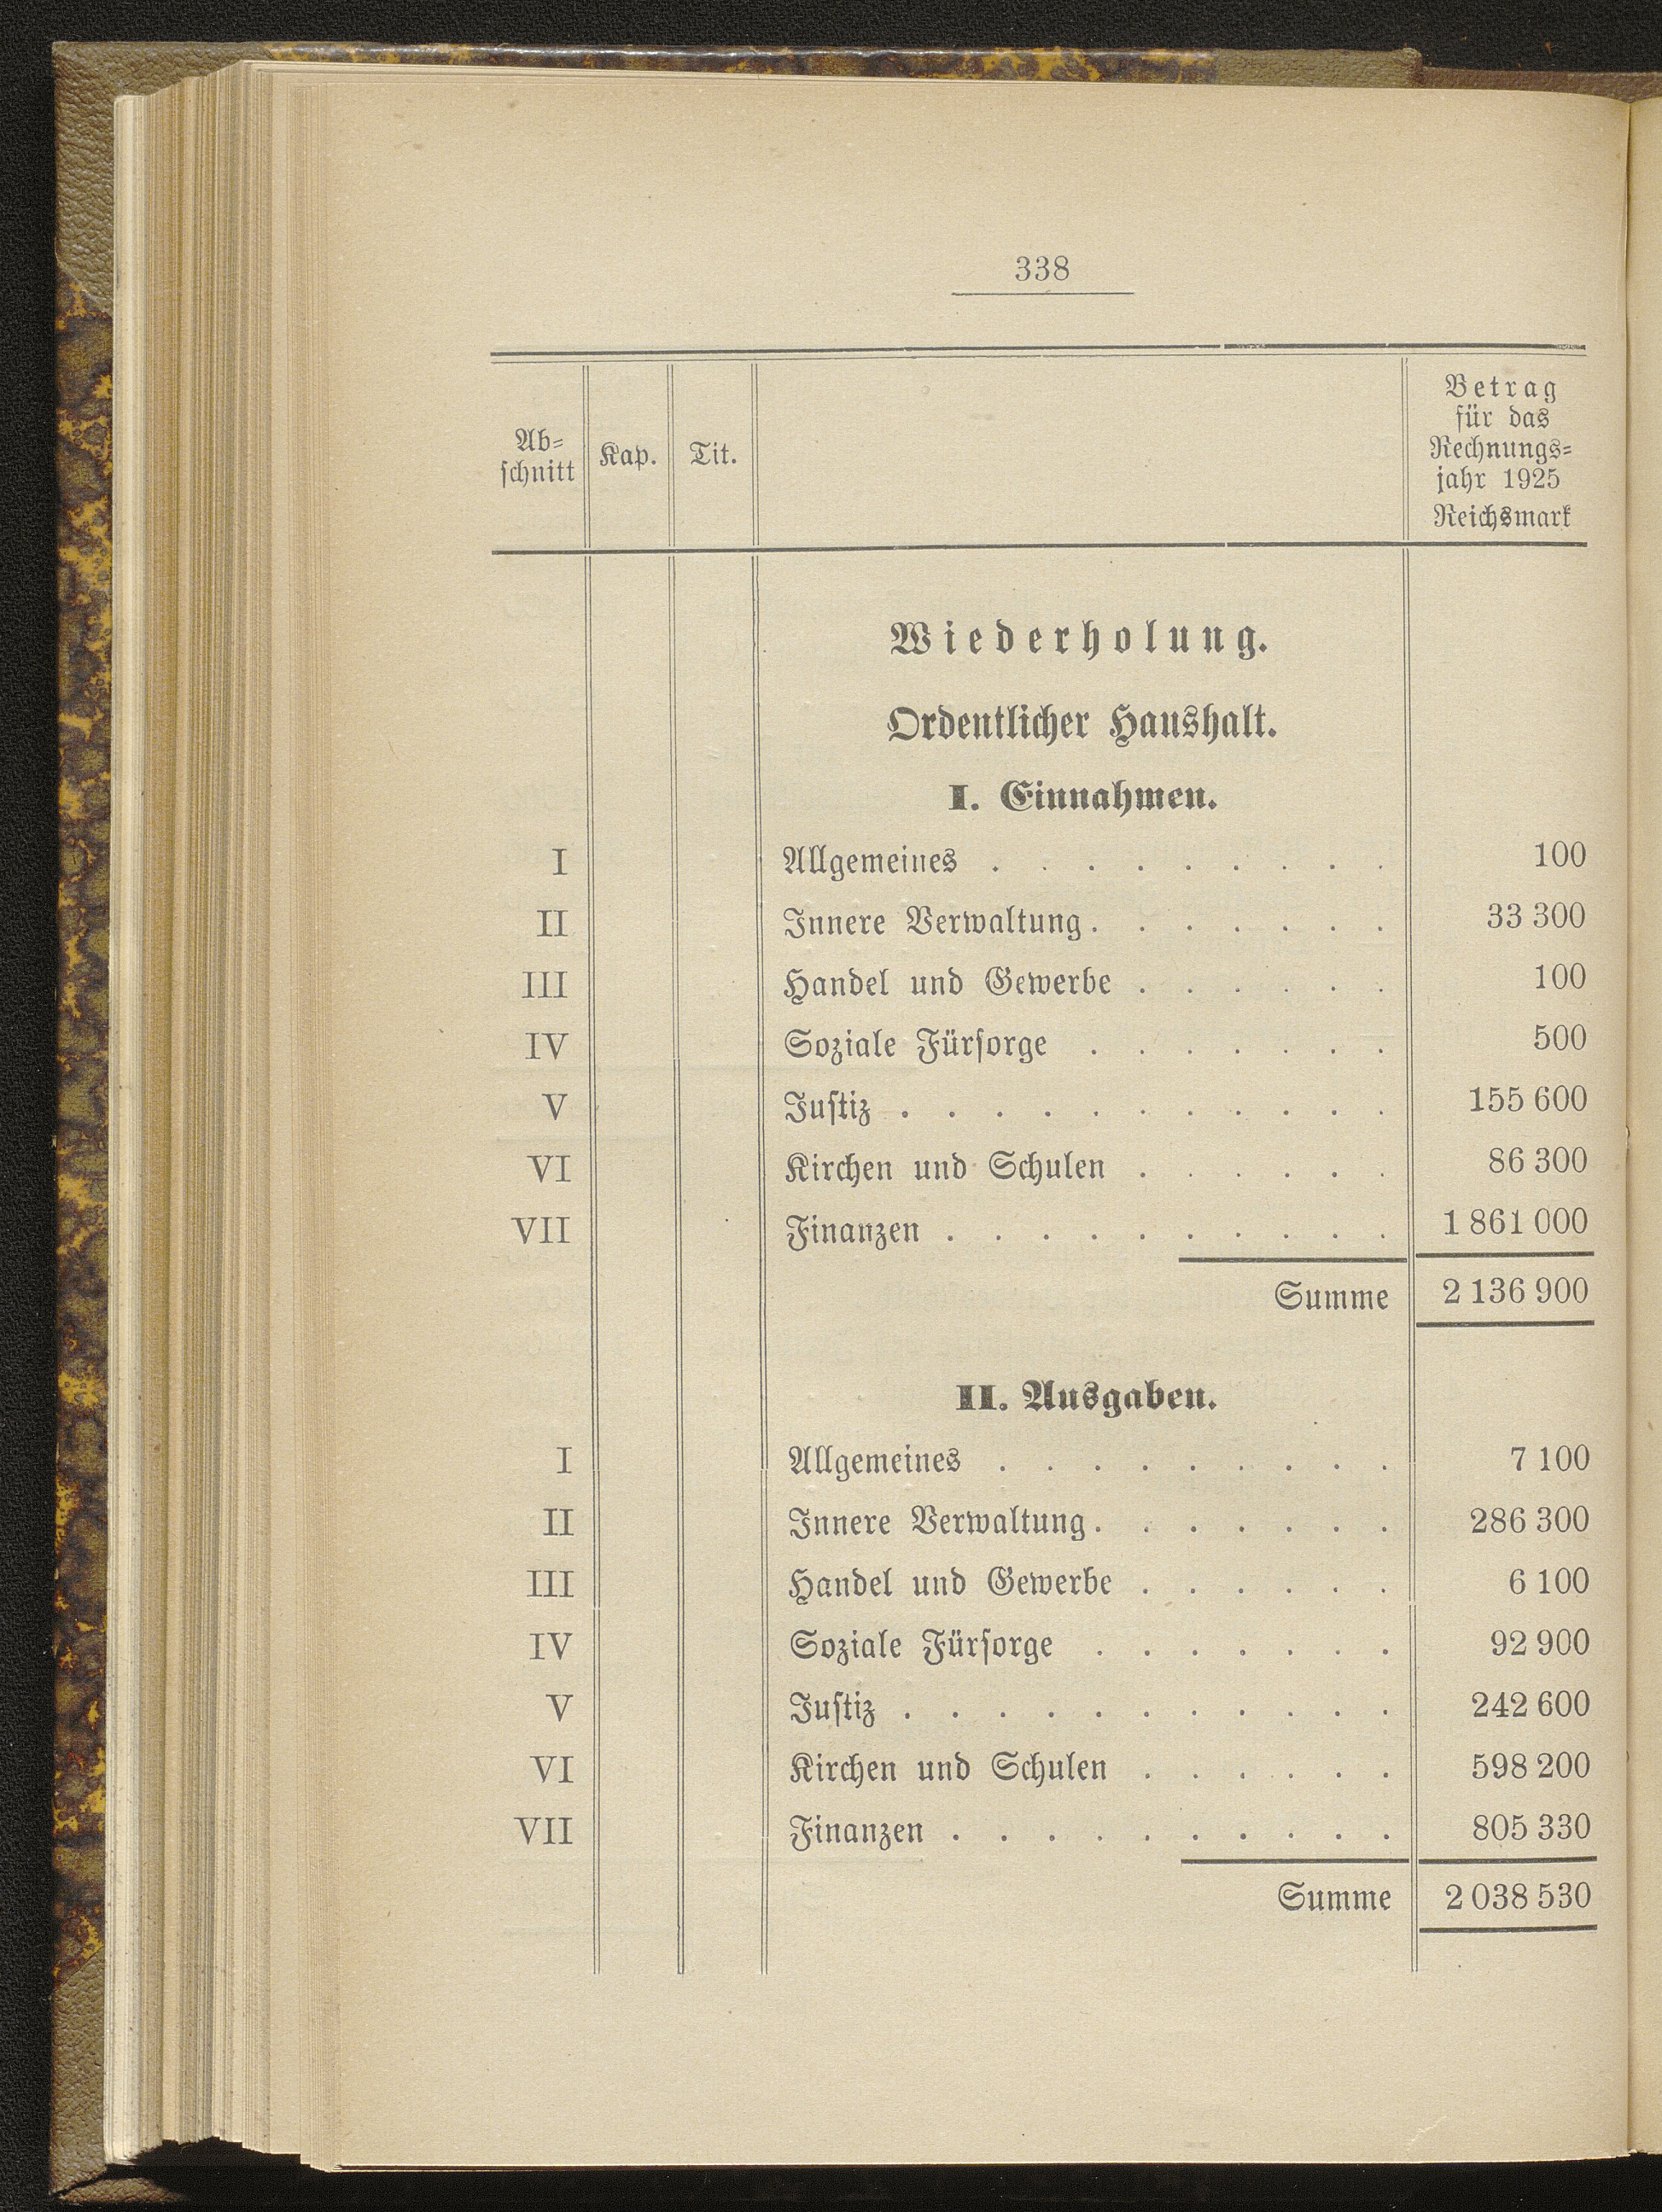 338
Ab-
schnitt
Kap.
Tit.
Betrag
für das
Rechnungs-
jahr 1925
Reichsmark
Wiederholung.
Ordentlicher Haushalt.
I. Einnahmen.
I Allgemeines . . . . . . . . . 100
II Innere Verwaltung . . . . . . . 33 300
III Handel und Gewerbe . . . . . . 100
IV Soziale Fürsorge . . . . . . . 500
V Justiz . . . . . . . . . . . 155 600
VI Kirchen und Schulen . . . . . . 86 300
VII Finanzen . . . . . . . . . . 1 861 000
Summe 2 136 900
II. Ausgaben.
I Allgemeines . . . . . . . . . 7 100
II Innere Verwaltung . . . . . . . 286 300
III Handel und Gewerbe . . . . . . 6 100
IV Soziale Fürsorge . . . . . . . 92 900
V Justiz . . . . . . . . . . . 242 600
VI Kirchen und Schulen . . . . . . 598 200
VII Finanzen . . . . . . . . . . 805 330
Summe 2 038 530